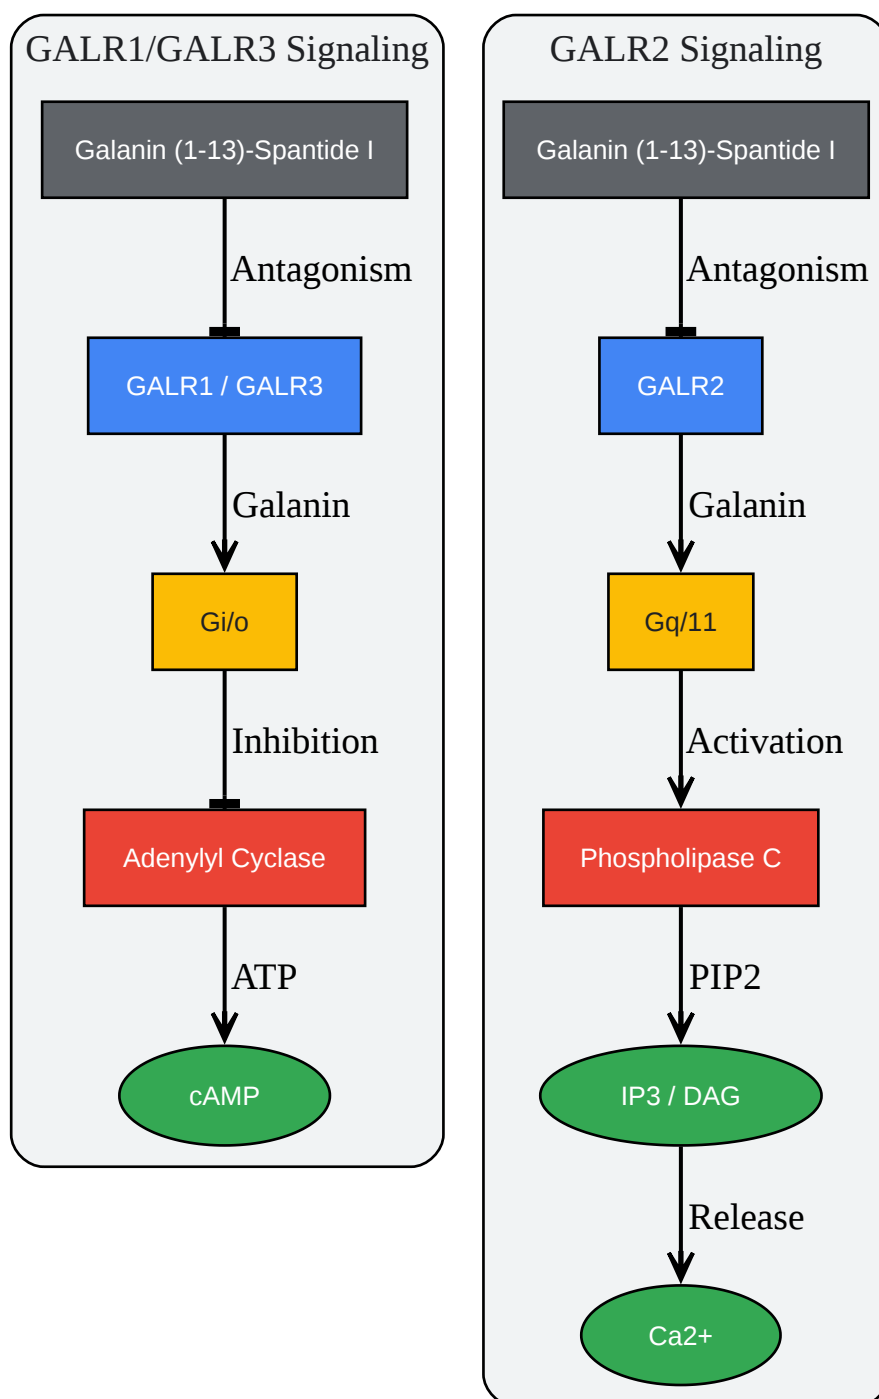 GALR1/GALR3 Signaling
Galanin (1-13)-Spantide I
Antagonism
GALR1 / GALR3
Galanin
Gi/o
Inhibition
Adenylyl Cyclase
ATP
cAMP
GALR2 Signaling
Galanin (1-13)-Spantide I
Antagonism
GALR2
Galanin
Gq/11
Activation
Phospholipase C
PIP2
IP3 / DAG
Release
Ca2+